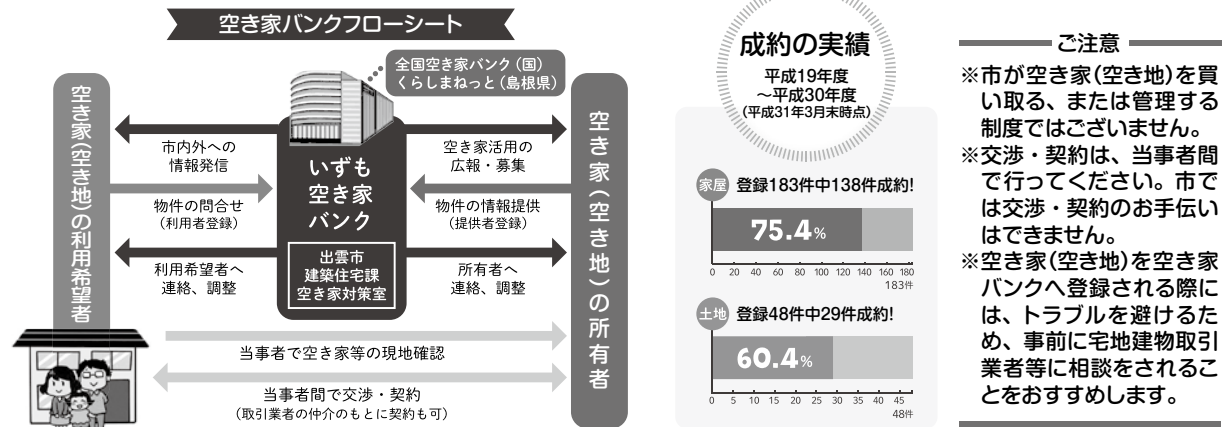 空き家バンクフローシート
全国空き家バンク(国)
くらしまねっと(島根県)
空き家(空き地)の利用希望者
市内外への
情報発信
物件の問合せ
(利用者登録)
利用希望者へ
連絡、調整
いずも
空き家
バンク
出雲市
建築住宅課
空き家対策室
空き家活用の
広報・募集
物件の情報提供
(提供者登録)
所有者へ
連絡、調整
空き家(空き地)の所有者
当事者で空き家等の現地確認
当事者間で交渉・契約
(取引業者の仲介のもとに契約も可)
成約の実績
平成19年度
~平成30年度
(平成31年3月末時点)
家屋 登録183件中138件成約!
75.4%
0 20 40 60 80 100 120 140 160 180
183件
土地 登録48件中29件成約!
60.4%
0 5 10 15 20 25 30 35 40 45
48件
ご注意
※市が空き家(空き地)を買
い取る、または管理する
制度ではございません。
※交渉・契約は、当事者間
で行ってください。市で
は交渉・契約のお手伝い
はできません。
※空き家(空き地)を空き家
バンクへ登録される際に
は、トラブルを避けるた
め、事前に宅地建物取引
業者等に相談をされるこ
とをおすすめします。